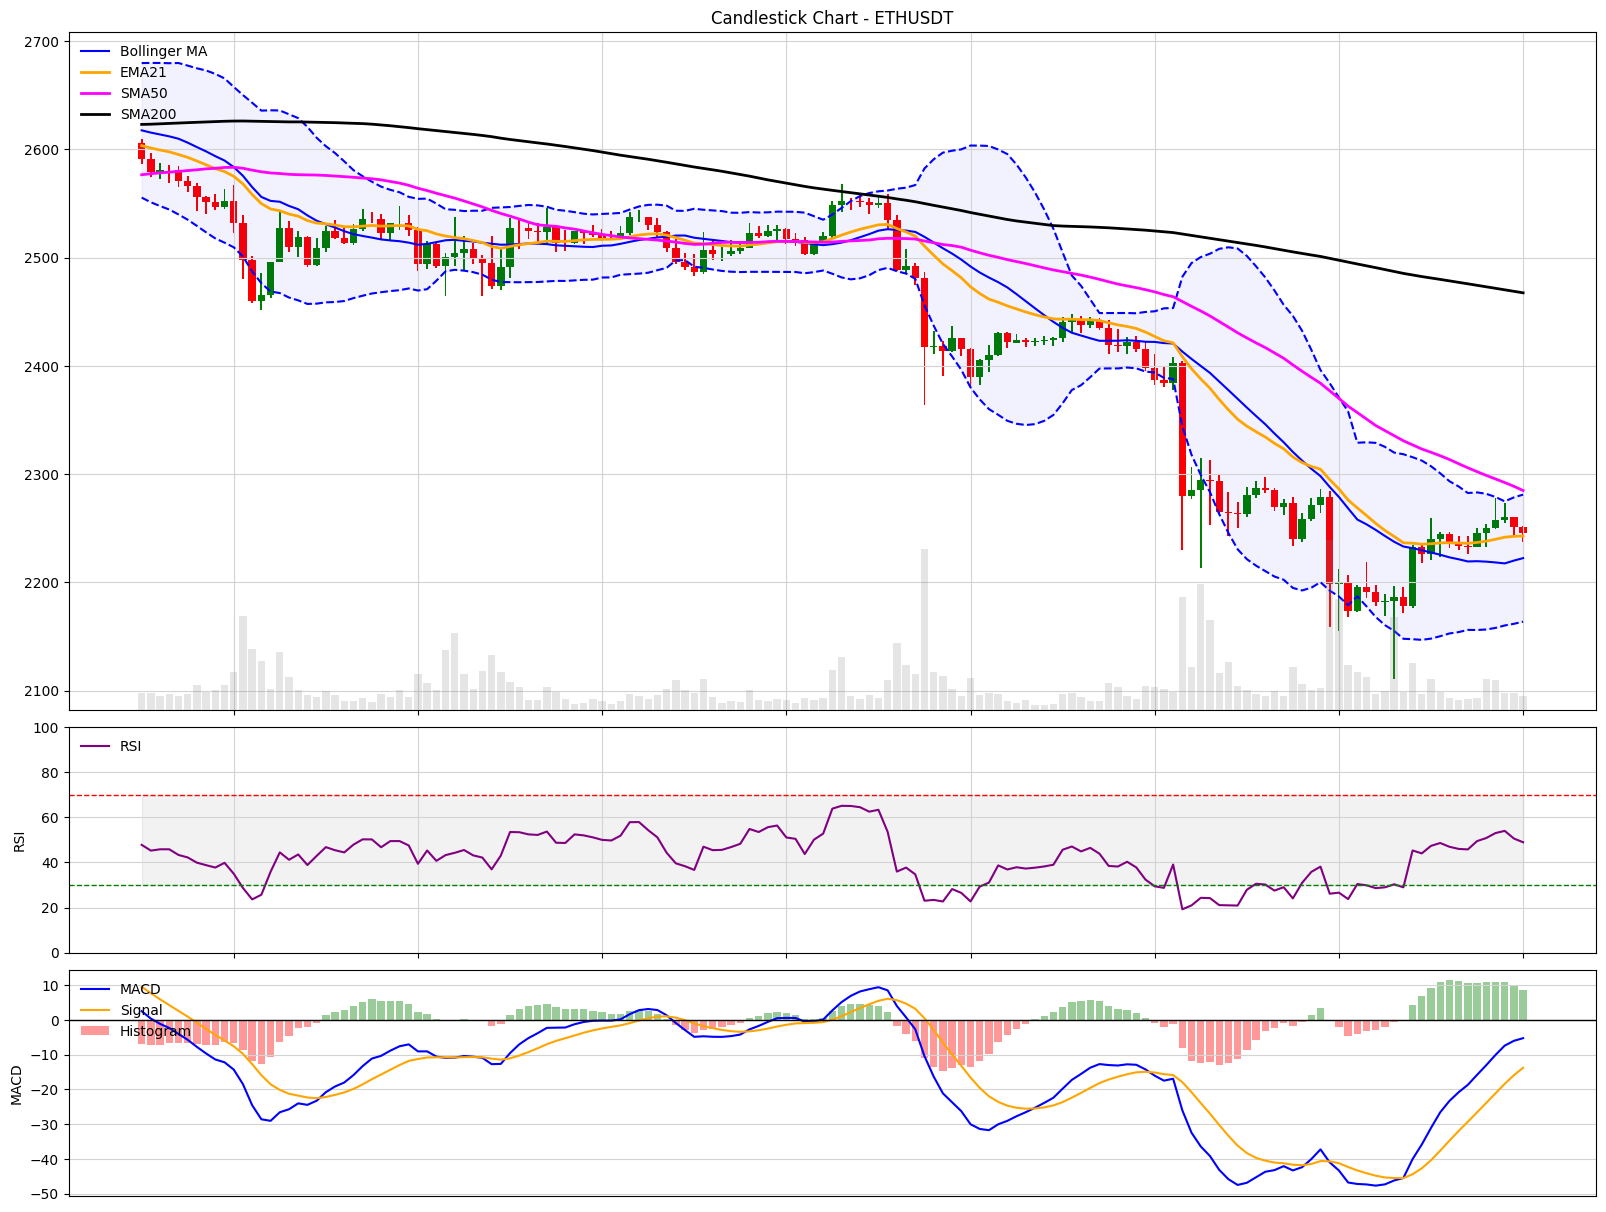 Candlestick Chart - ETHUSDT
2700
2600
2500
2400
2300
2200
2100
Bollinger MA
EMA21
SMA50
SMA200
100
80
60
40
20
0
RSI
RSI
10
0
−10
−20
−30
−40
−50
MACD
MACD
Signal
Histogram